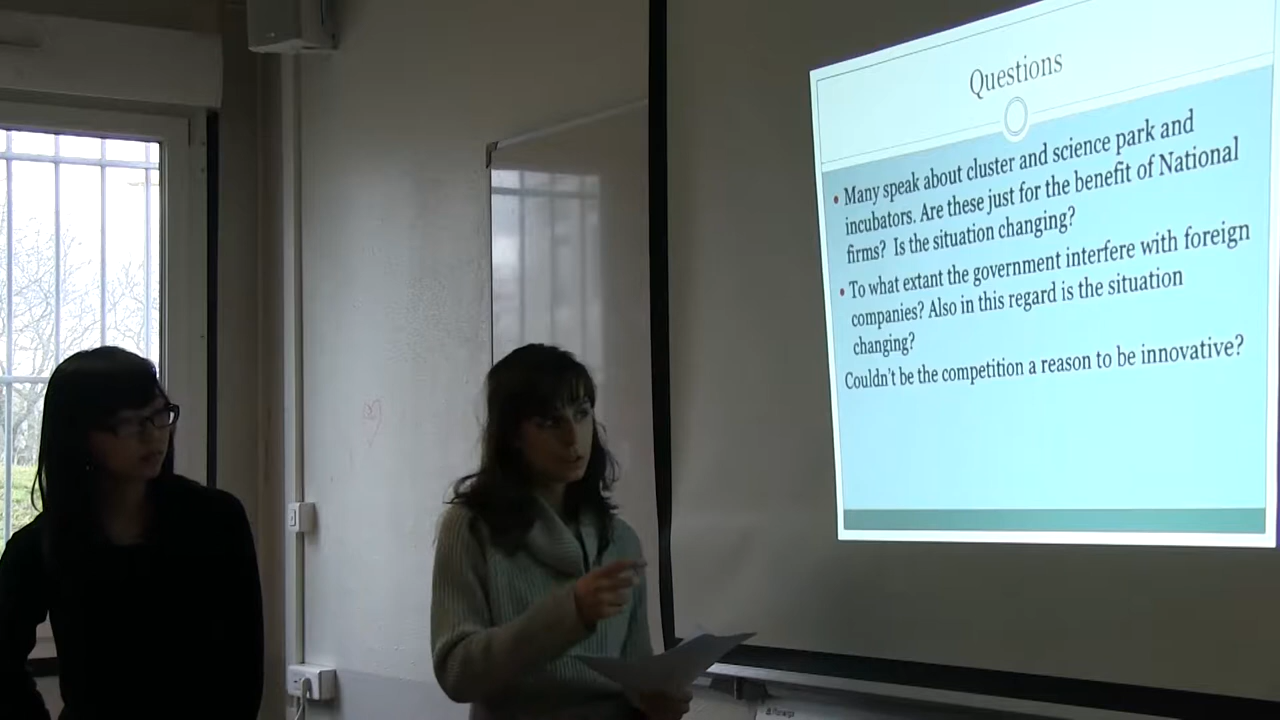 Questions
• Many speak about cluster and science park and
incubators. Are these just for the benefit of National
firms? Is the situation changing?
• To what extant the government interfere with foreign
companies? Also in this regard is the situation
changing?
Couldn't be the competition a reason to be innovative?